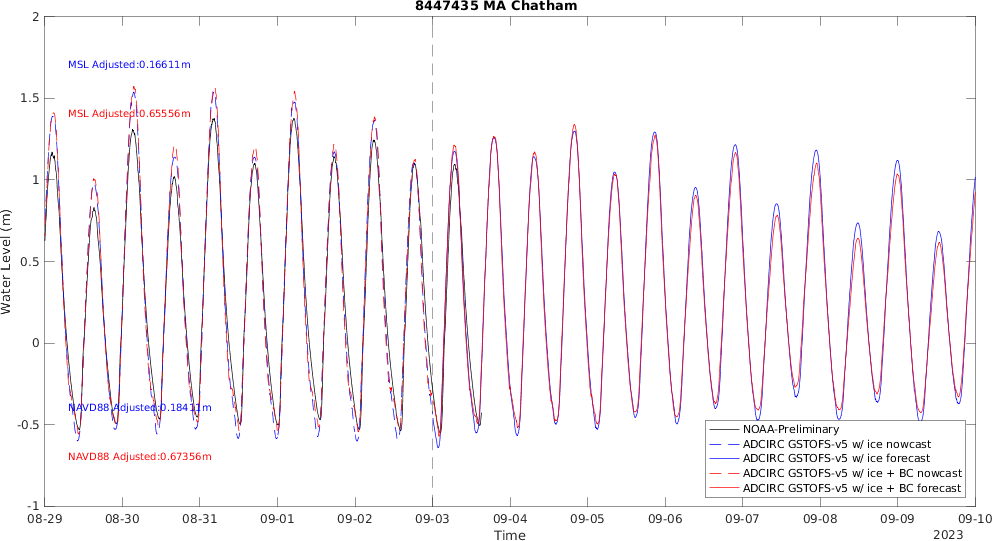 8447435 MA Chatham
2
1.5
1
0.5
0
-0.5
-1
Water Level (m)
MSL Adjusted:0.16611m
MSL Adjusted:0.65556m
NAVD88 Adjusted:0.18411m
NAVD88 Adjusted:0.67356m
NOAA-Preliminary
ADCIRC GSTOFS-v5 w/ ice nowcast
ADCIRC GSTOFS-v5 w/ ice forecast
ADCIRC GSTOFS-v5 w/ ice + BC nowcast
ADCIRC GSTOFS-v5 w/ ice + BC forecast
08-29 08-30 08-31 09-01 09-02 09-03 09-04 09-05 09-06 09-07 09-08 09-09 09-10
Time
2023